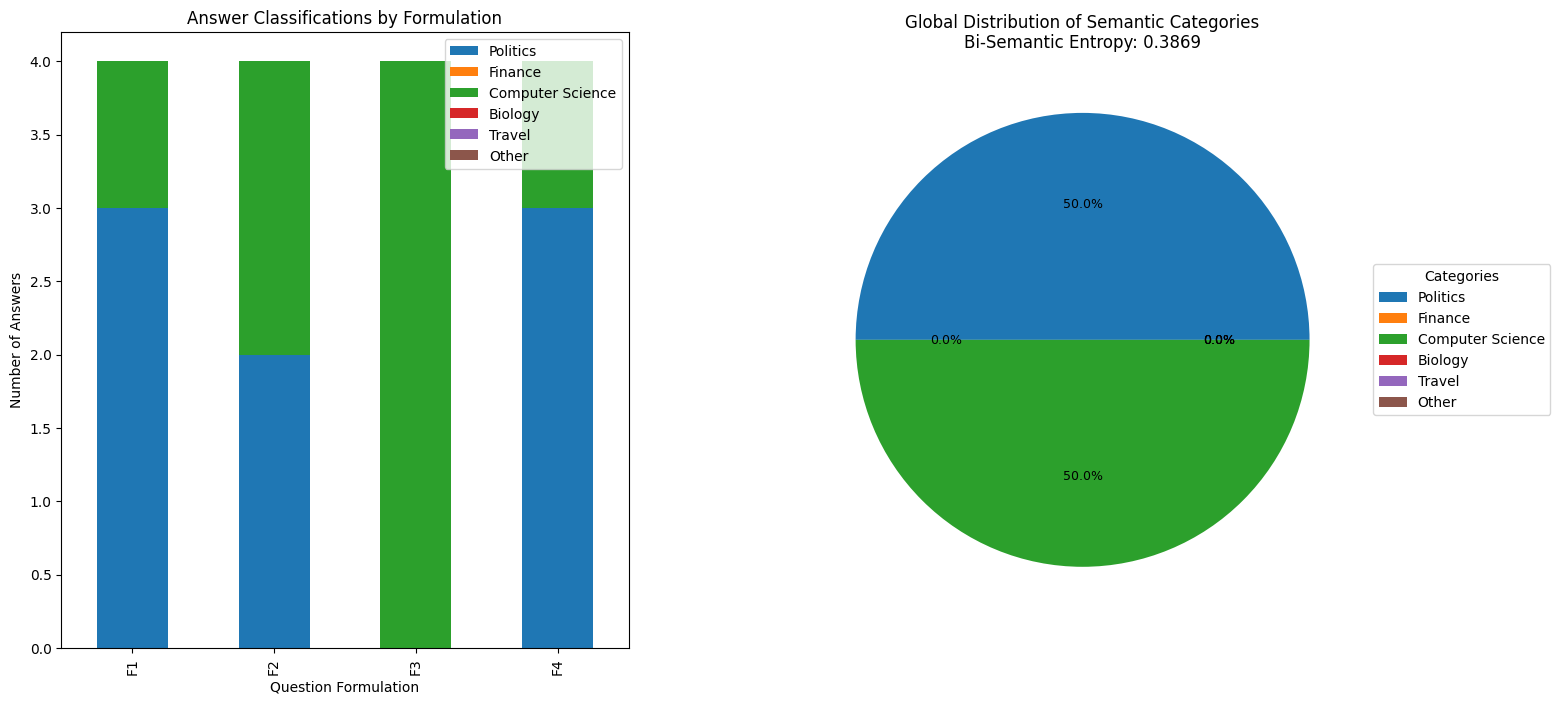 Answer Classifications by Formulation
Politics
Finance
Computer Science
Biology
Travel
Other
4.0
3.5
3.0
2.5
2.0
1.5
1.0
0.5
0.0
Number of Answers
F1
F2
F3
F4
Question Formulation
Global Distribution of Semantic Categories
Bi-Semantic Entropy: 0.3869
50.0%
0.0%
0.0%
50.0%
Categories
Politics
Finance
Computer Science
Biology
Travel
Other